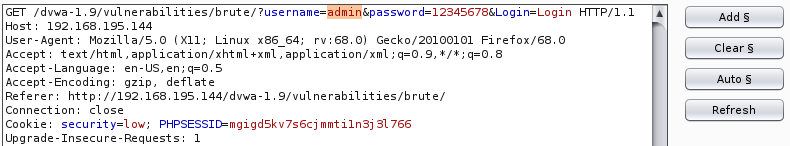 GET /dvwa-1.9/vulnerabilities/brute/?username=admin&password=12345678&Login=Login HTTP/1.1
Host: 192.168.195.144
User-Agent: Mozilla/5.0 (X11; Linux x86_64; rv:68.0) Gecko/20100101 Firefox/68.0
Accept: text/html,application/xhtml+xml,application/xml;q=0.9,*/*;q=0.8
Accept-Language: en-US,en;q=0.5
Accept-Encoding: gzip, deflate
Referer: http://192.168.195.144/dvwa-1.9/vulnerabilities/brute/
Connection: close
Cookie: security=low; PHPSESSID=mgigd5kv7s6cjmmti1n3j3l766
Upgrade-Insecure-Requests: 1
Add §
Clear §
Auto §
Refresh